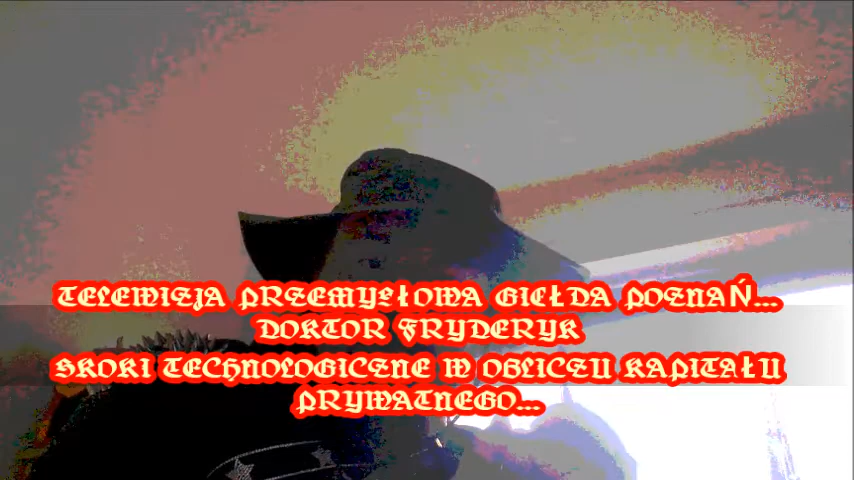 TELEWIZJA PRZEMYSŁOWA GIEŁDA POZNAŃ...
DOKTOR FRYDERYK
SKOKI TECHNOLOGICZNE W OBLICZU KAPITAŁU
PRYWATNEGO...